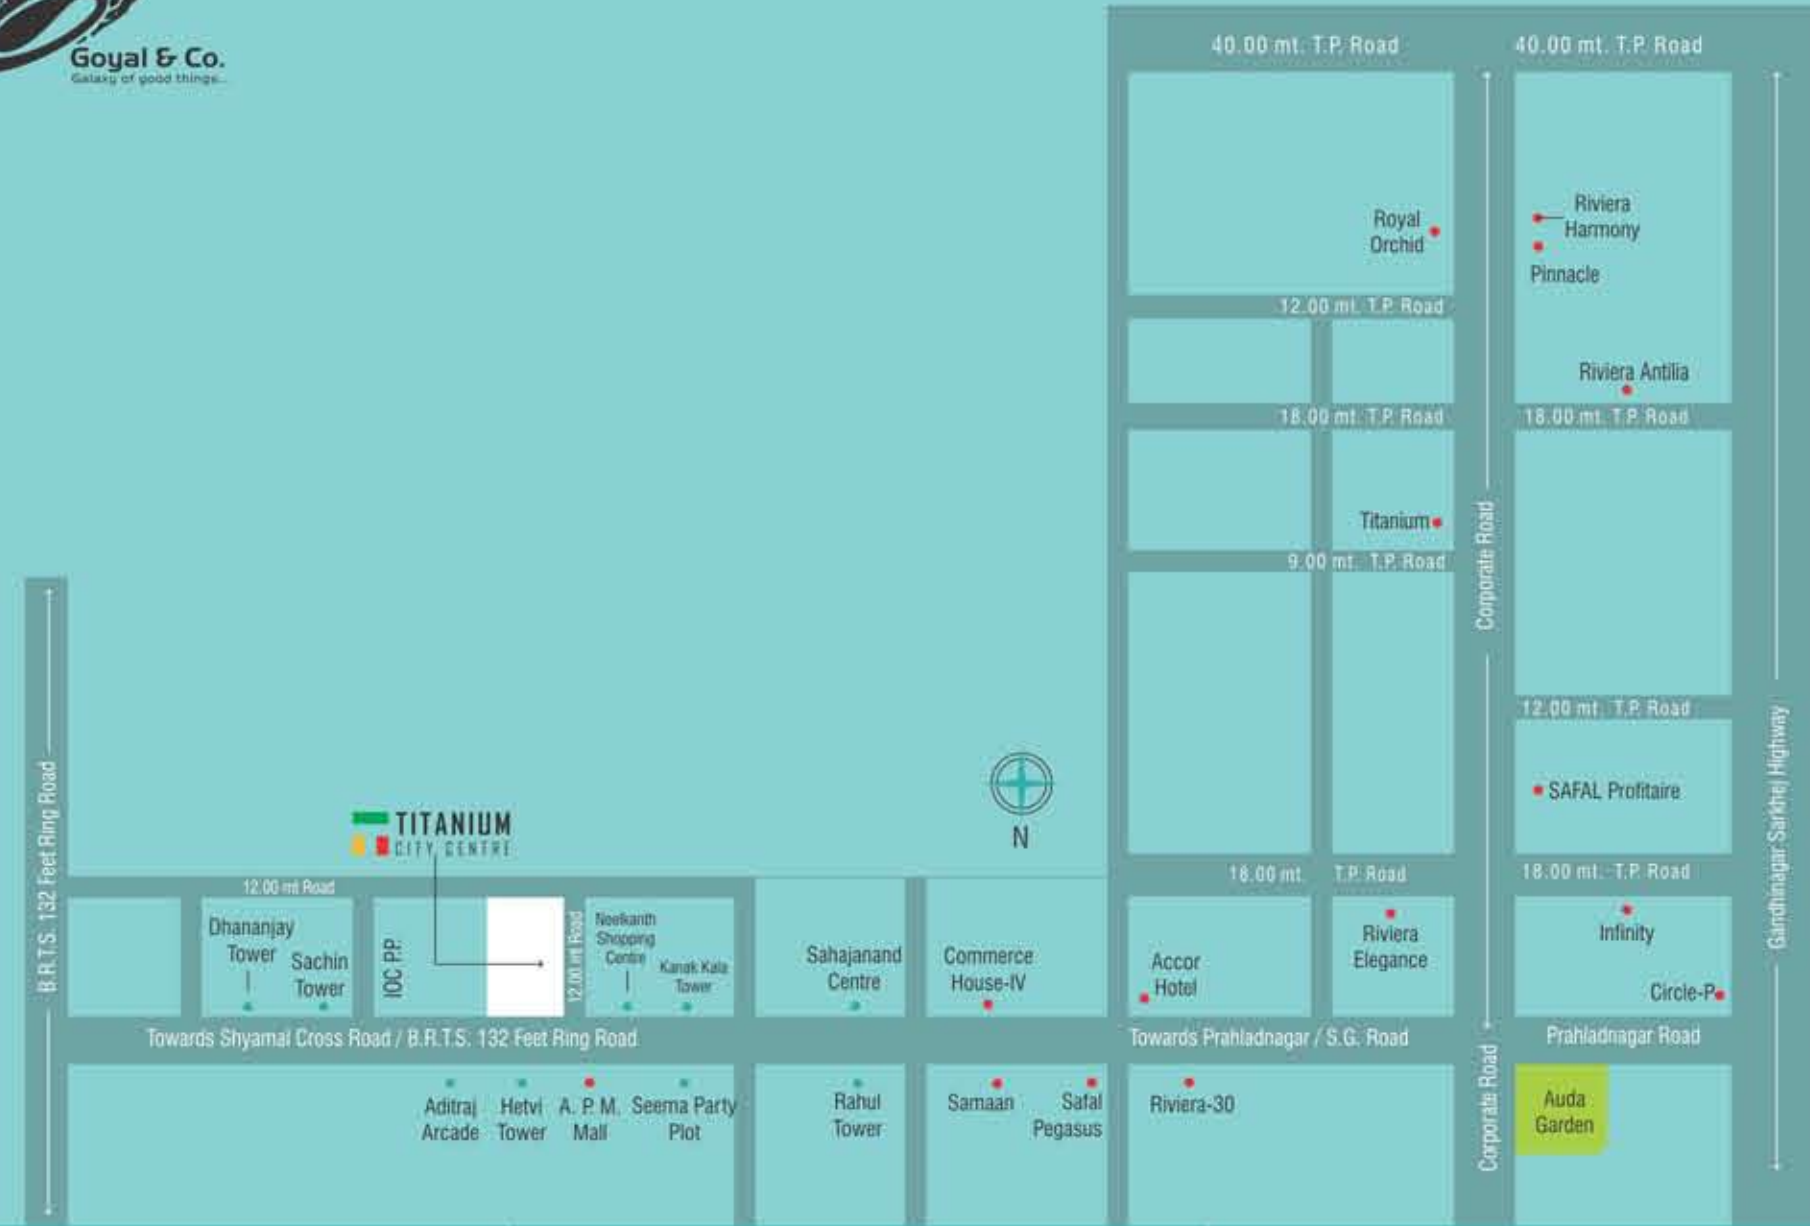 Goyal & Co.
Galaxy of good things...
40.00 mt. T.P. Road
40.00 mt. T.P. Road
Royal
Orchid
Riviera
Harmony
Pinnacle
12.00 mt. T.P. Road
Riviera Antilia
18.00 mt. T.P. Road
18.00 mt. T.P. Road
Titanium
9.00 mt. T.P. Road
Corporate Road
12.00 mt. T.P. Road
SAFAL Profitaire
Gandhinagar Sarkhej Highway
B.R.T.S. 132 Feet Ring Road
TITANIUM
CITY CENTRE
N
18.00 mt. T.P. Road
18.00 mt. T.P. Road
12.00 mt Road
Dhananjay
Tower
Sachin
Tower
IOC P.P.
12.00 mt Road
Neelkanth
Shopping
Centre
Kanak Kala
Tower
Sahajanand
Centre
Commerce
House-IV
Accor
Hotel
Riviera
Elegance
Infinity
Circle-P
Towards Shyamal Cross Road / B.R.T.S. 132 Feet Ring Road
Towards Prahladnagar / S.G. Road
Prahladnagar Road
Aditraj
Arcade
Hetvi
Tower
A. P. M.
Mall
Seema Party
Plot
Rahul
Tower
Samaan
Safal
Pegasus
Riviera-30
Corporate Road
Auda
Garden